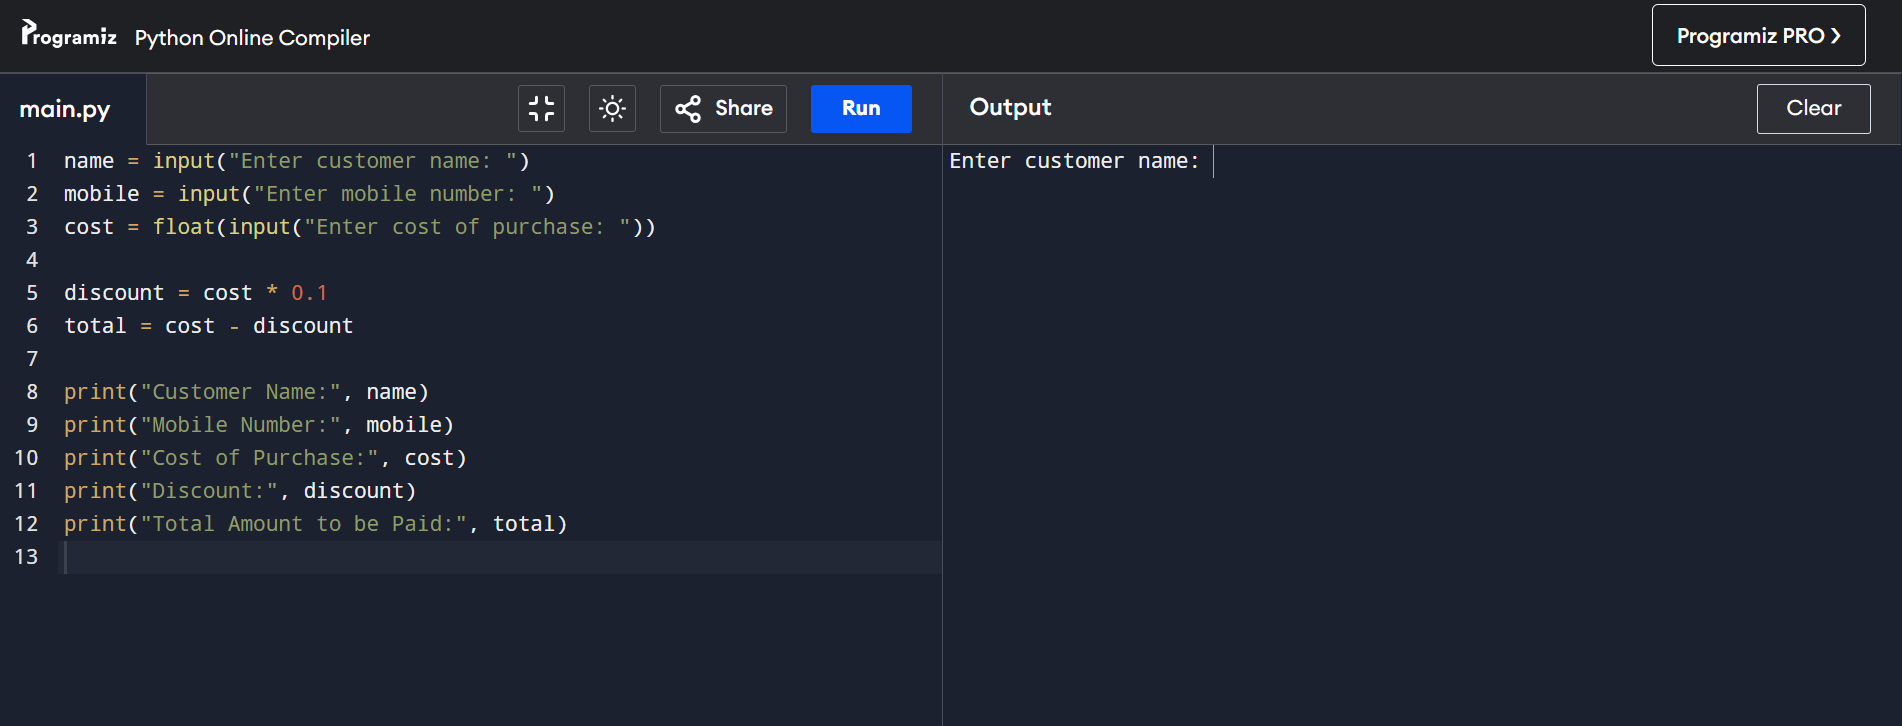 Programiz Python Online Compiler
Programiz PRO ❯
main.py
Share
Run
Output
Clear
1 name = input("Enter customer name: ")
2 mobile = input("Enter mobile number: ")
3 cost = float(input("Enter cost of purchase: "))
4
5 discount = cost * 0.1
6 total = cost - discount
7
8 print("Customer Name:", name)
9 print("Mobile Number:", mobile)
10 print("Cost of Purchase:", cost)
11 print("Discount:", discount)
12 print("Total Amount to be Paid:", total)
13
Enter customer name: